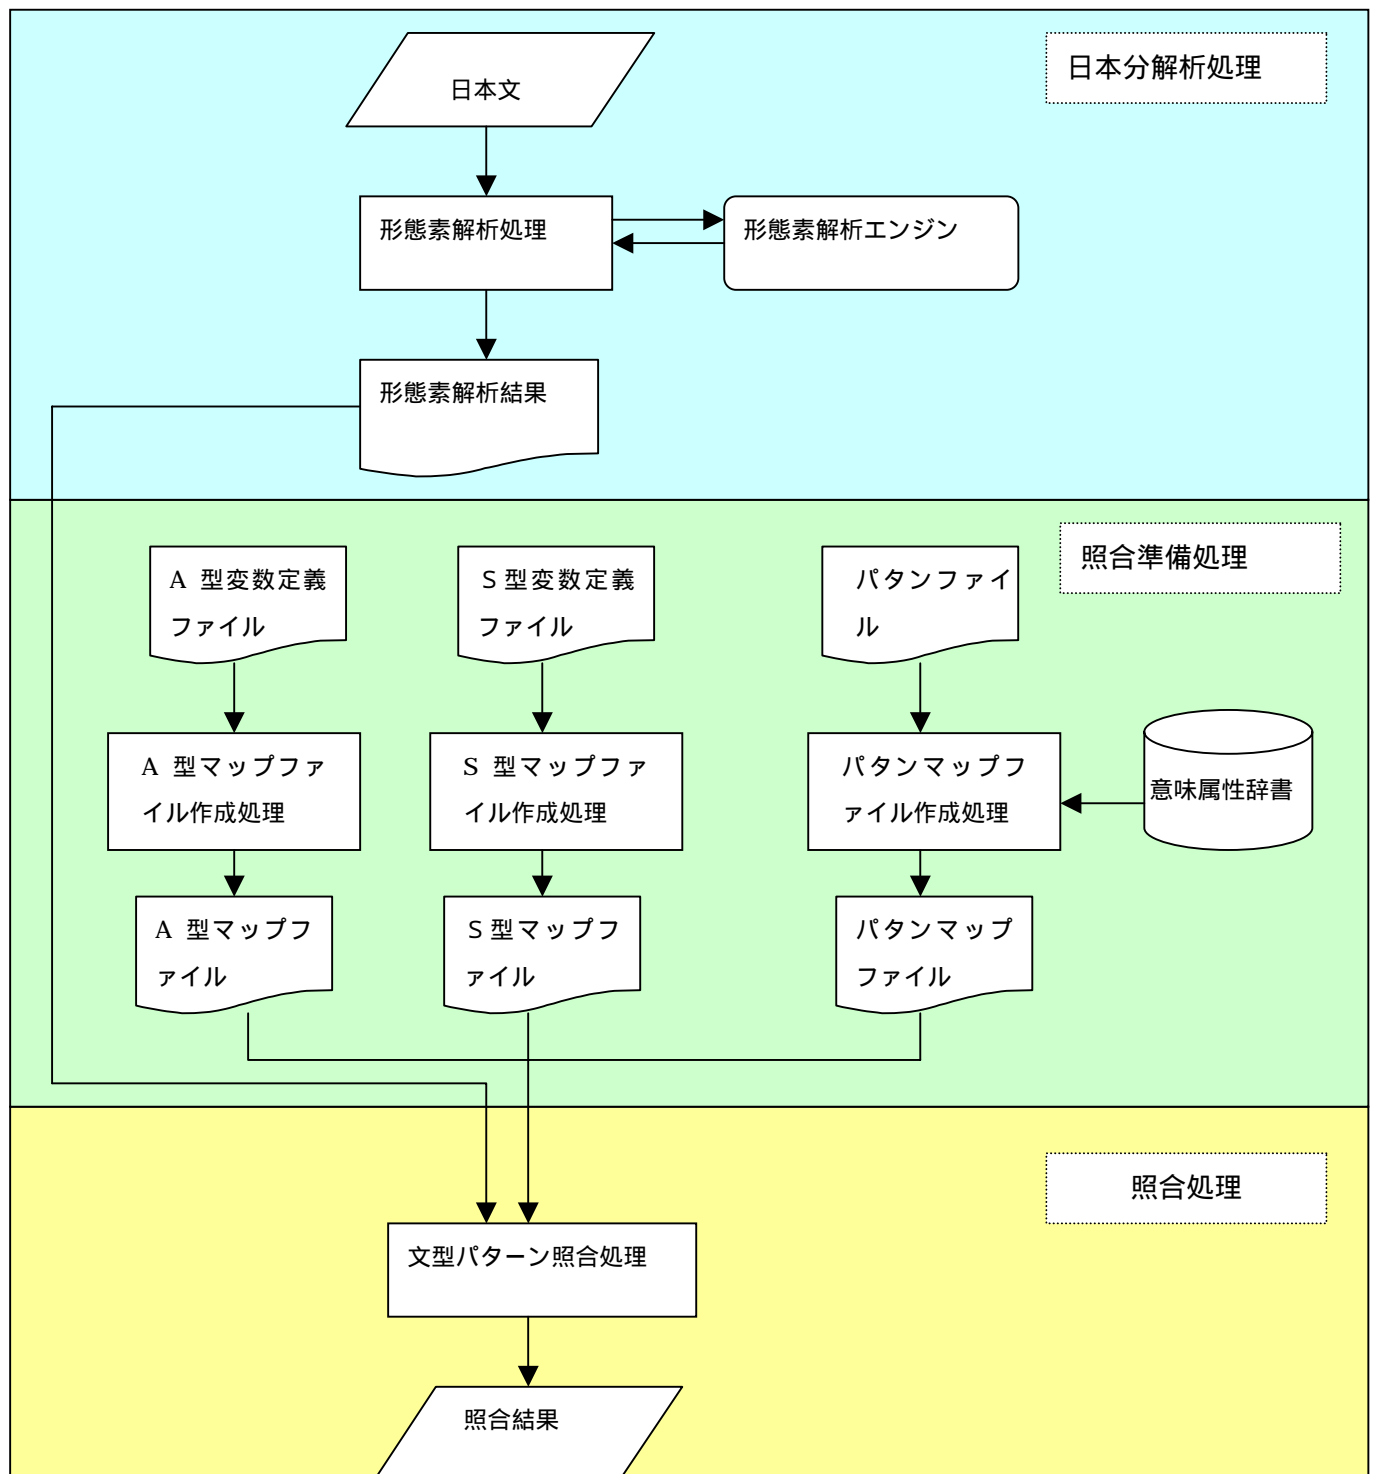 日本文
日本分解析処理
形態素解析処理
形態素解析エンジン
形態素解析結果
照合準備処理
A 型変数定義
ファイル
S型変数定義
ファイル
パタンファイ
ル
A 型マップファ
イル作成処理
S 型マップファ
イル作成処理
パタンマップフ
ァイル作成処理
意味属性辞書
A 型マップフ
ァイル
S型マップフ
ァイル
パタンマップ
ファイル
照合処理
文型パターン照合処理
照合結果